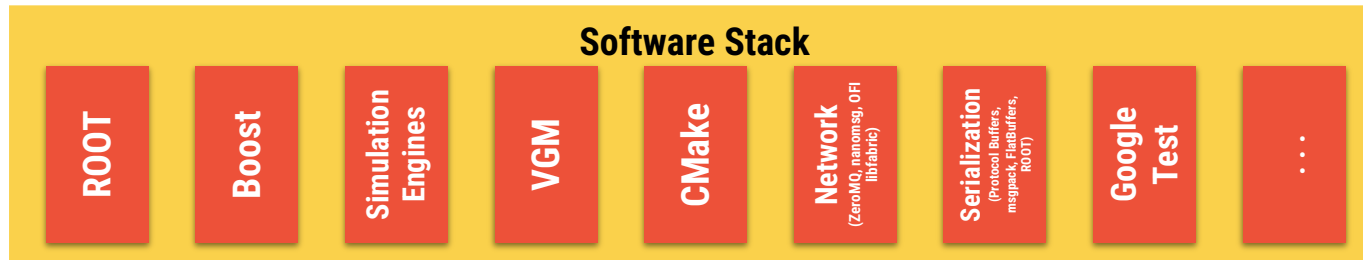 Software Stack
ROOT
Boost
Simulation
Engines
VGM
CMake
Network
(ZeroMQ, nanomsg, OFI
libfabric)
Serialization
(Protocol Buffers,
msgpack, FlatBuffers,
ROOT)
Google
Test
...